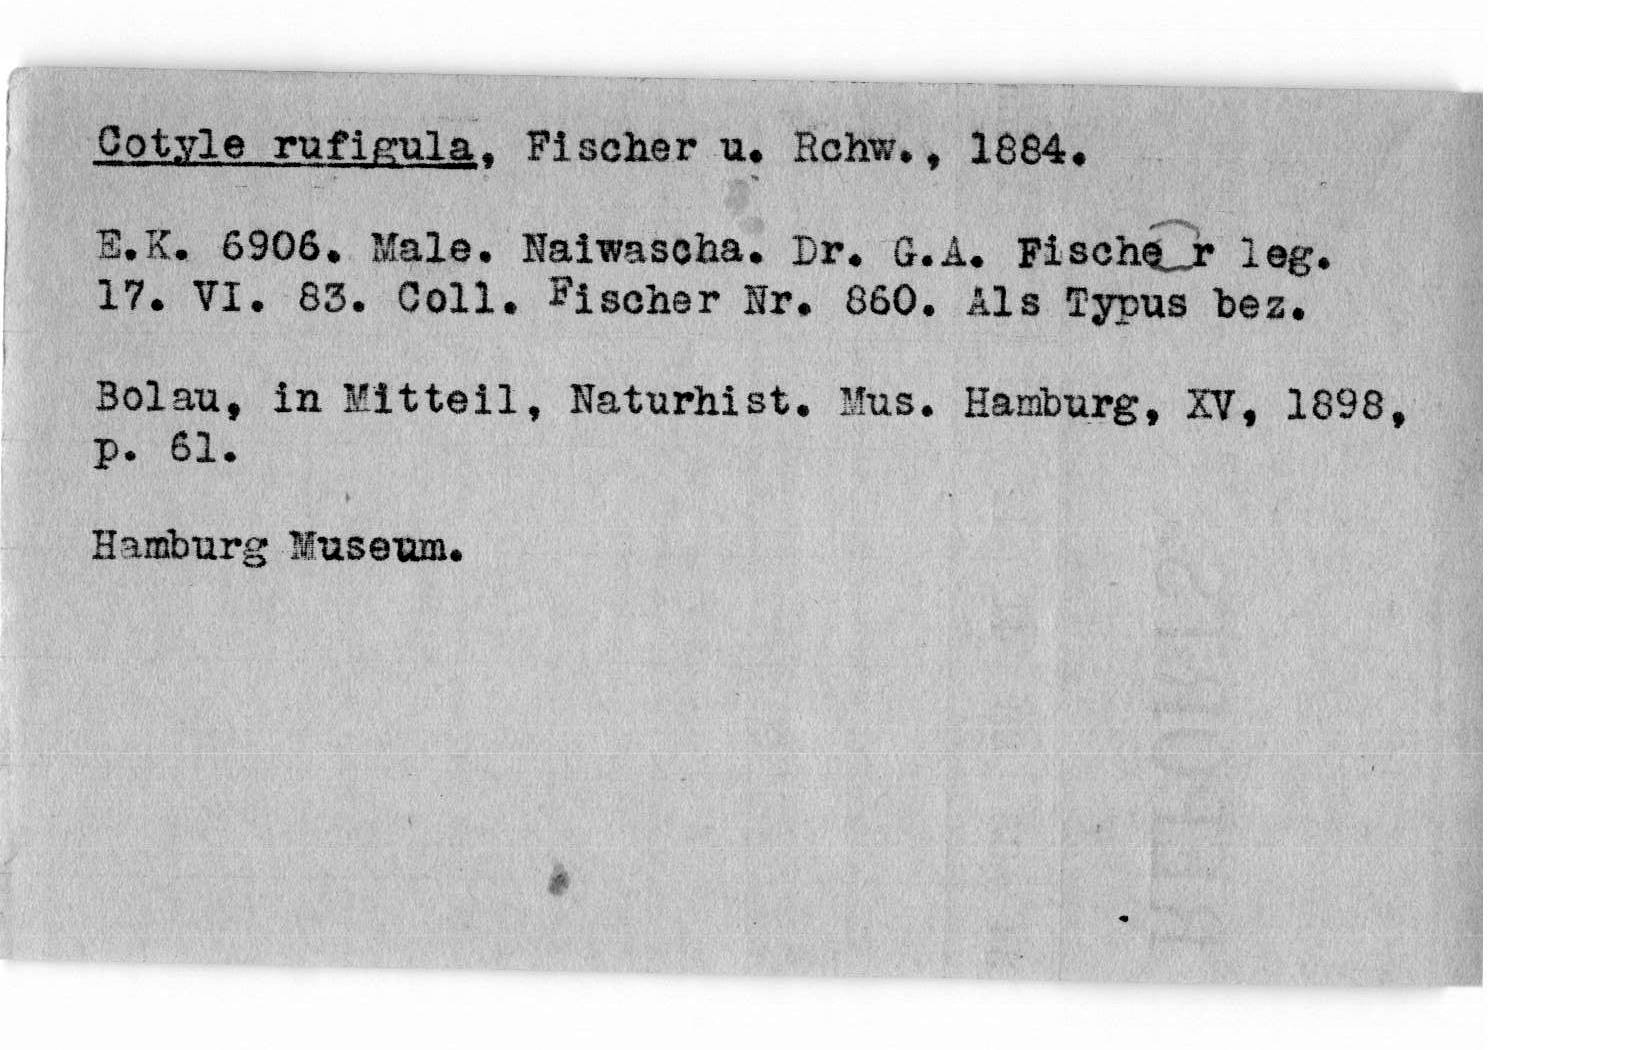 Cotyle rufigula, Fischer u. Rchw., 1884.
E.K. 6906. Male. Naiwascha. Dr. G.A. Fische r leg.
17. VI. 83. Coll. Fischer Nr. 860. Als Typus bez.
Bolau, in Mitteil, Naturhist. Mus. Hamburg, XV, 1898,
p. 61.
Hamburg Museum.